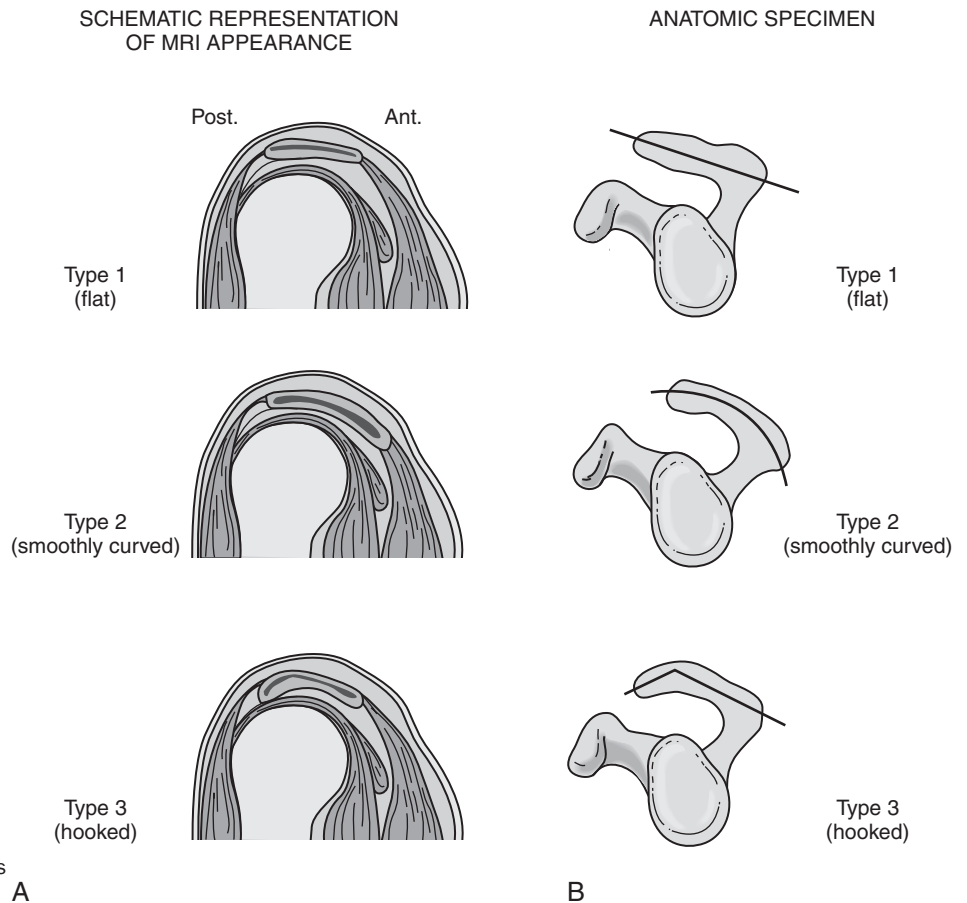 SCHEMATIC REPRESENTATION
OF MRI APPEARANCE
ANATOMIC SPECIMEN
Post.
Ant.
Type 1
(flat)
Type 1
(flat)
Type 2
(smoothly curved)
Type 2
(smoothly curved)
Type 3
(hooked)
Type 3
(hooked)
s
A
B